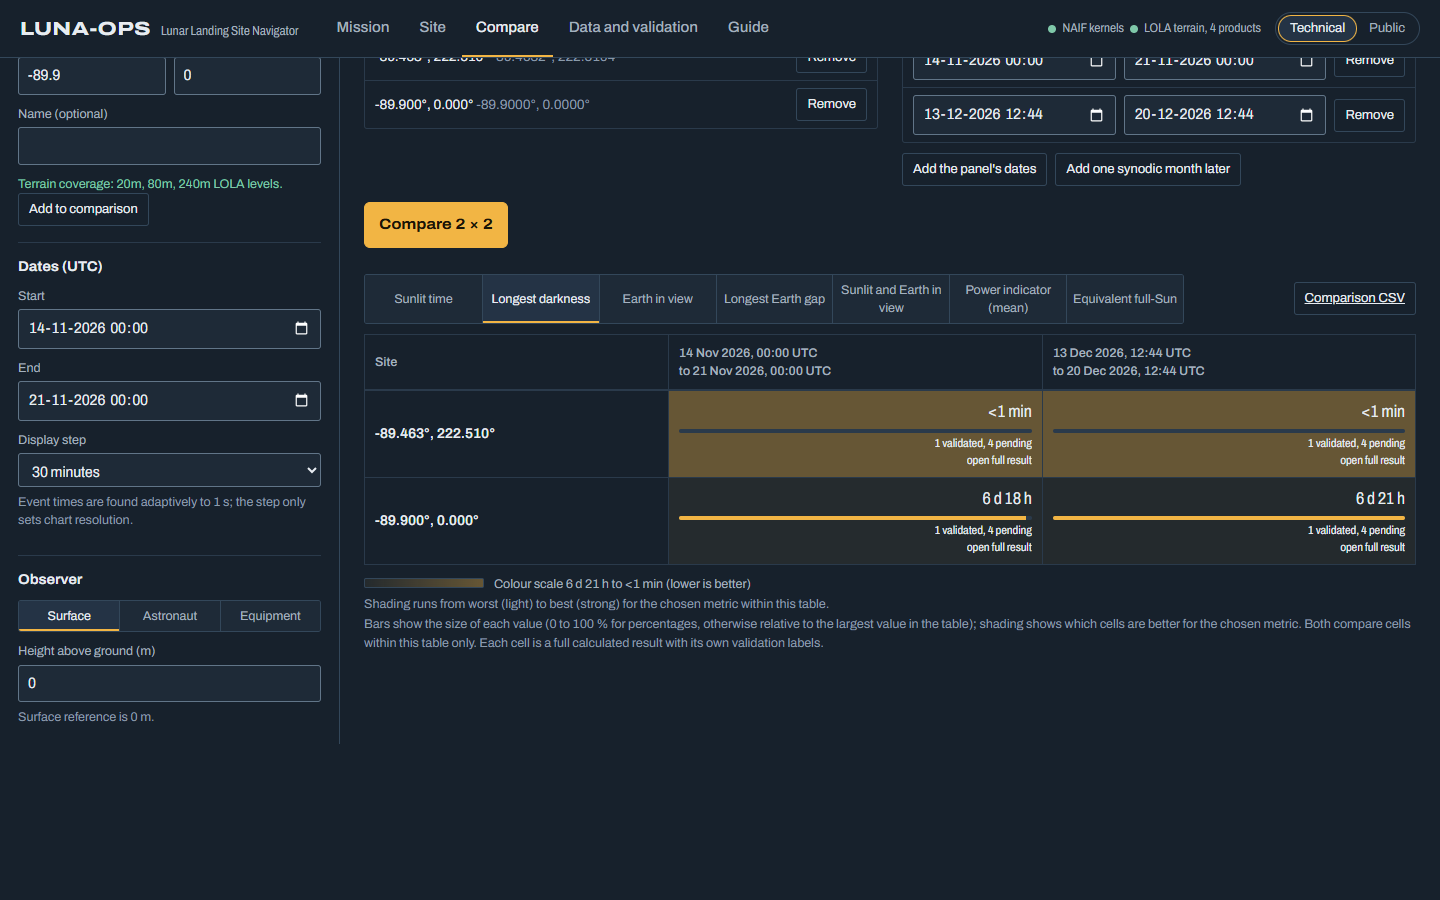 LUNA-OPS Lunar Landing Site Navigator Mission Site Compare Data and validation Guide NAIF kernels LOLA terrain, 4 products Technical Public
-89.9 0
Name (optional)
Terrain coverage: 20m, 80m, 240m LOLA levels.
Add to comparison
Dates (UTC)
Start
14-11-2026 00:00
End
21-11-2026 00:00
Display step
30 minutes
Event times are found adaptively to 1 s; the step only
sets chart resolution.
Observer
Surface Astronaut Equipment
Height above ground (m)
0
Surface reference is 0 m.
Remove
-89.900°, 0.000° -89.9000°, 0.0000° Remove
14-11-2026 00:00 21-11-2026 00:00 Remove
13-12-2026 12:44 20-12-2026 12:44 Remove
Add the panel's dates Add one synodic month later
Compare 2 × 2
Sunlit time Longest darkness Earth in view Longest Earth gap Sunlit and Earth in view Power indicator (mean) Equivalent full-Sun
Comparison CSV
Site
14 Nov 2026, 00:00 UTC
to 21 Nov 2026, 00:00 UTC
13 Dec 2026, 12:44 UTC
to 20 Dec 2026, 12:44 UTC
-89.463°, 222.510°
<1 min
1 validated, 4 pending
open full result
<1 min
1 validated, 4 pending
open full result
-89.900°, 0.000°
6 d 18 h
1 validated, 4 pending
open full result
6 d 21 h
1 validated, 4 pending
open full result
Colour scale 6 d 21 h to <1 min (lower is better)
Shading runs from worst (light) to best (strong) for the chosen metric within this table.
Bars show the size of each value (0 to 100 % for percentages, otherwise relative to the largest value in the table); shading shows which cells are better for the chosen metric. Both compare cells
within this table only. Each cell is a full calculated result with its own validation labels.